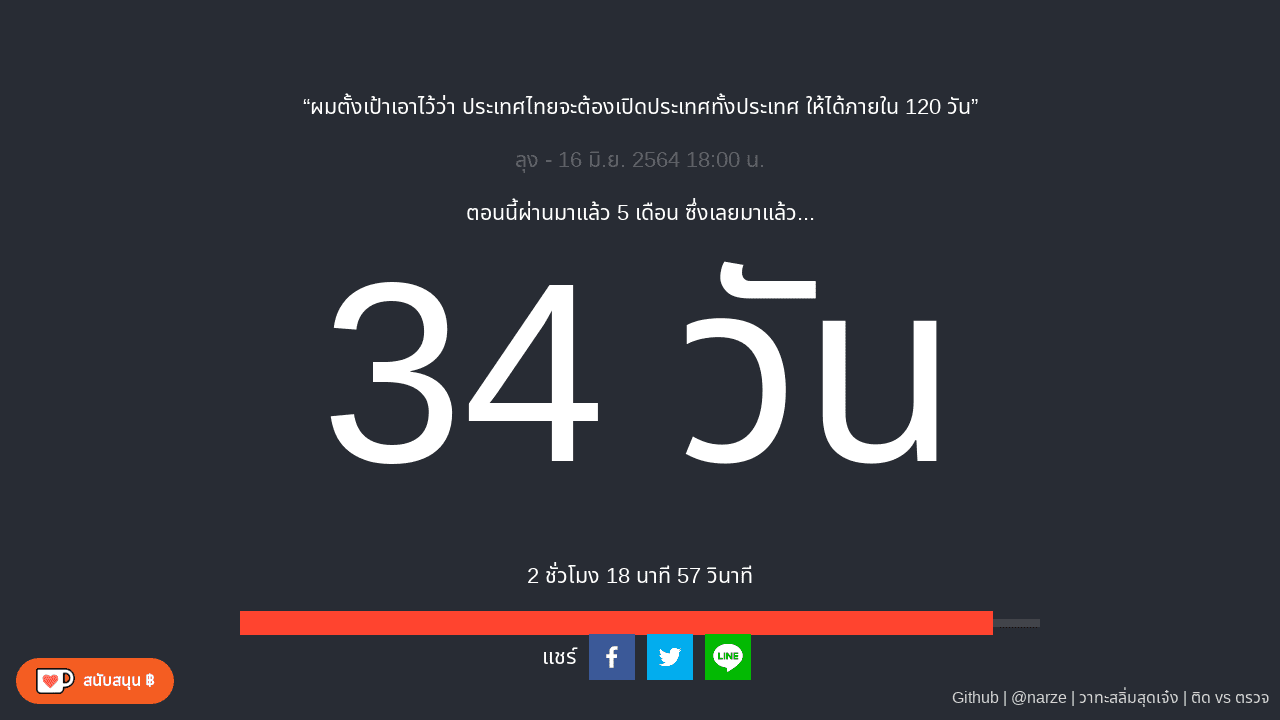 “ผมตั้งเป้าเอาไว้ว่า ประเทศไทยจะต้องเปิดประเทศทั้งประเทศ ให้ได้ภายใน 120 วัน”
ลุง - 16 มิ.ย. 2564 18:00 น.
ตอนนี้ผ่านมาแล้ว 5 เดือน ซึ่งเลยมาแล้ว...
34 วัน
2 ชั่วโมง 18 นาที 57 วินาที
แชร์
LINE
สนับสนุน ฿
Github | @narze | วาทะสลิ่มสุดเจ๋ง | ติด vs ตรวจ